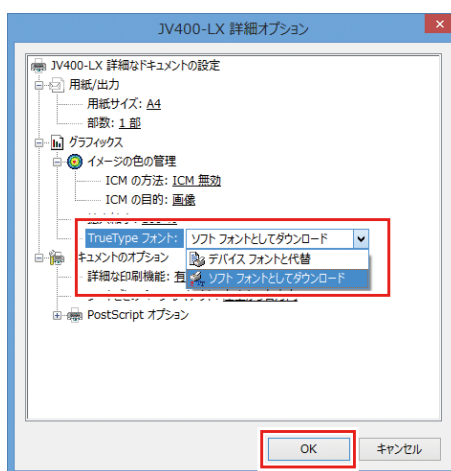 JV400-LX 詳細オプション
JV400-LX 詳細なドキュメントの設定
用紙/出力
用紙サイズ: A4
部数: 1 部
グラフィックス
イメージの色の管理
ICM の方法: ICM 無効
ICM の目的: 画像
TrueType フォント: ソフト フォントとしてダウンロード
キュメントのオプション デバイス フォントと代替
詳細な印刷機能: 有 ソフト フォントとしてダウンロード
PostScript オプション
OK キャンセル